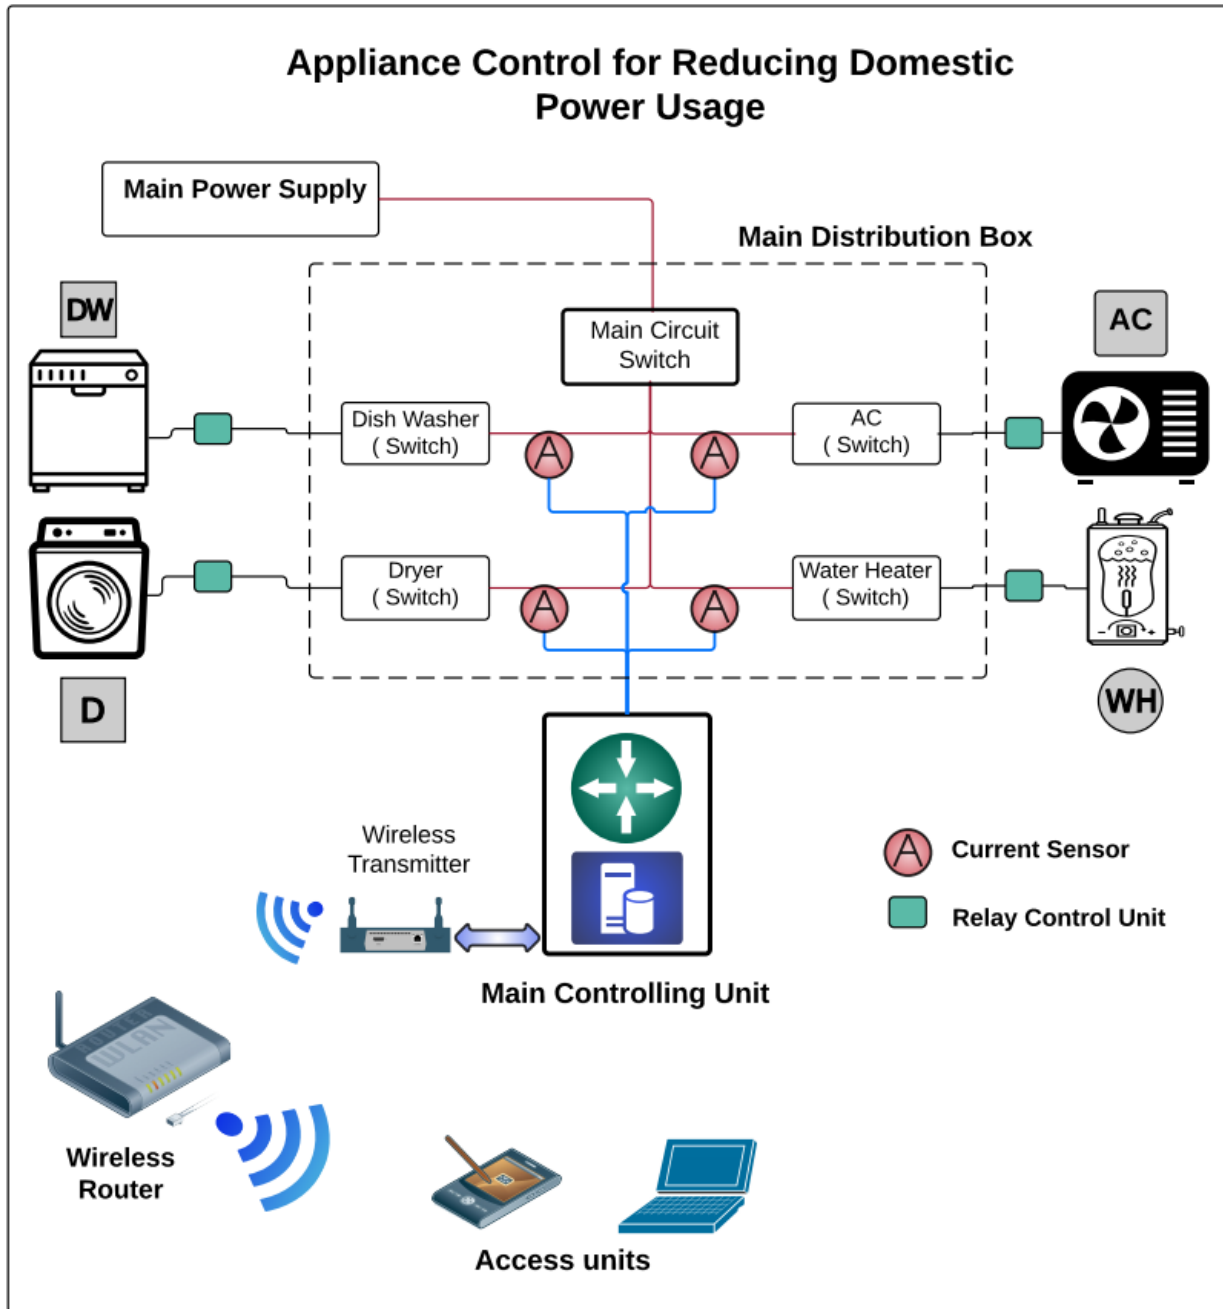 Appliance Control for Reducing Domestic
Power Usage
Main Power Supply
Main Distribution Box
DW
AC
Main Circuit
Switch
Dish Washer
( Switch)
A
A
AC
( Switch)
Dryer
( Switch)
A
A
Water Heater
( Switch)
- +
D
WH
Wireless
Transmitter
A Current Sensor
Relay Control Unit
Main Controlling Unit
ROUTER
WLAN
Wireless
Router
Access units